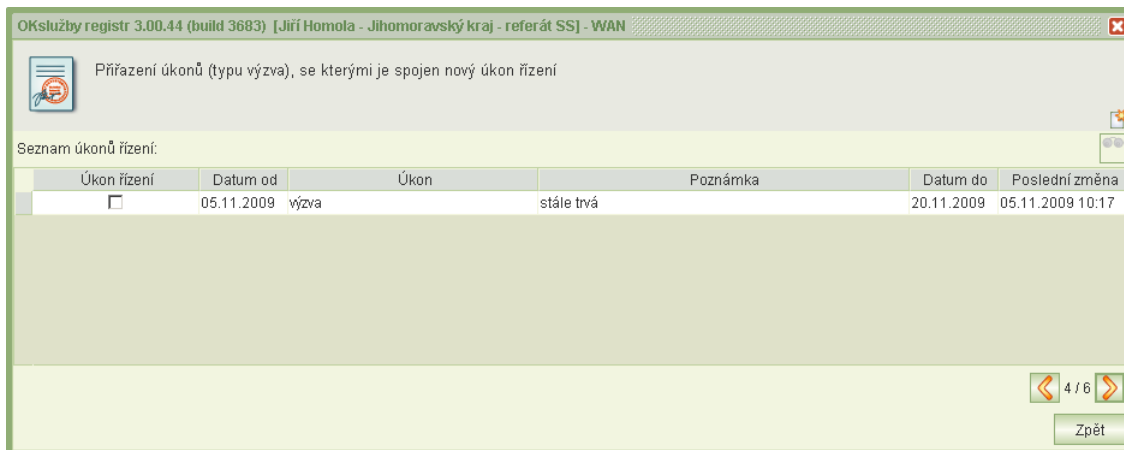 OKslužby registr 3.00.44 (build 3683) [Jiří Homola - Jihomoravský kraj - referát SS] - WAN
Přiřazení úkonů (typu výzva), se kterými je spojen nový úkon řízení
Seznam úkonů řízení:
Úkon řízení Datum od Úkon Poznámka Datum do Poslední změna
05.11.2009 výzva stále trvá 20.11.2009 05.11.2009 10:17
4 / 6
Zpět